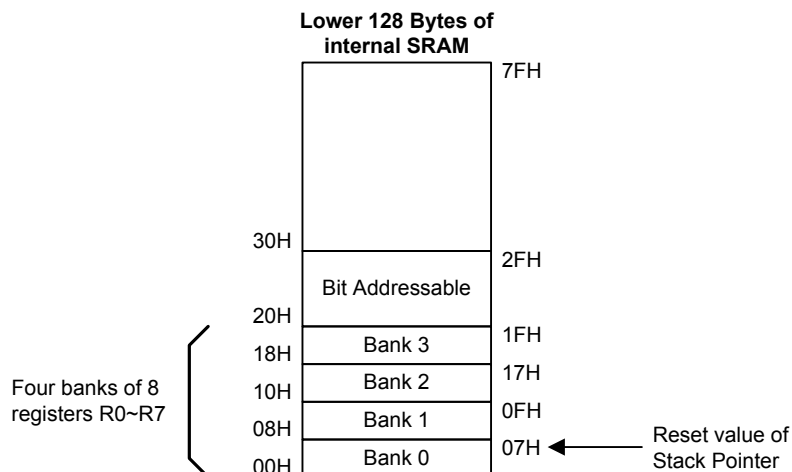 Lower 128 Bytes of
internal SRAM
7FH
30H
2FH
Bit Addressable
20H
1FH
Bank 3
18H
17H
Bank 2
10H
0FH
Bank 1
08H
07H
Bank 0
00H
Four banks of 8
registers R0~R7
Reset value of
Stack Pointer